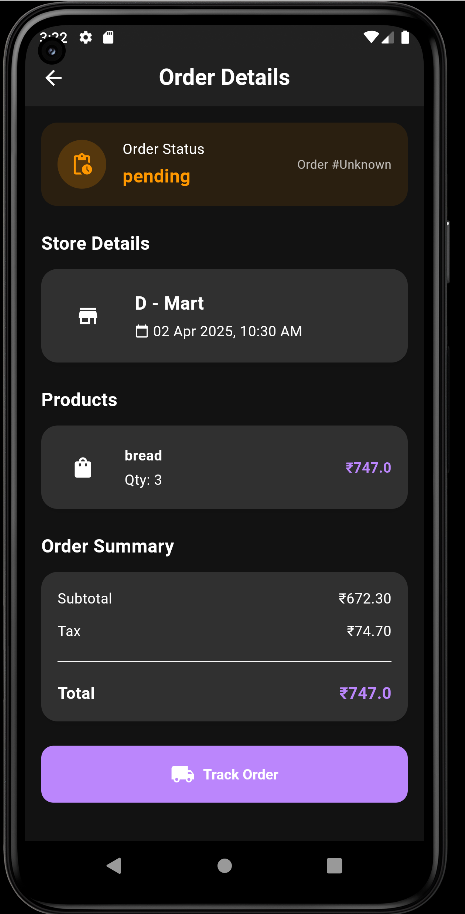 3:22
Order Details
Order Status
pending
Order #Unknown
Store Details
D - Mart
02 Apr 2025, 10:30 AM
Products
bread
Qty: 3
₹747.0
Order Summary
Subtotal ₹672.30
Tax ₹74.70
Total ₹747.0
Track Order